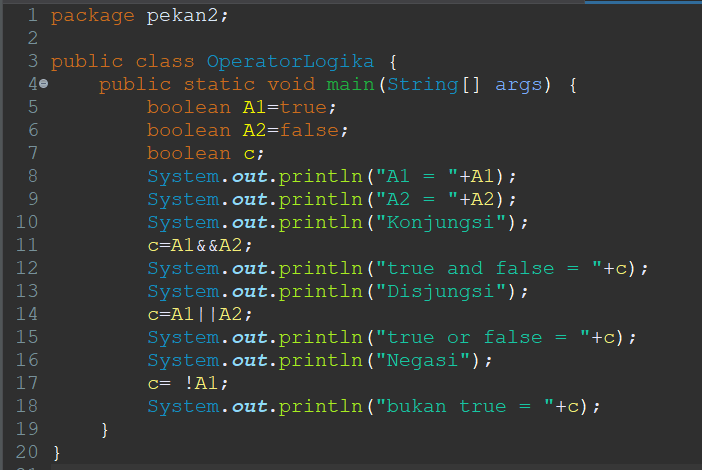 1 package pekan2;
2
3 public class OperatorLogika {
4 public static void main(String[] args) {
5 boolean A1=true;
6 boolean A2=false;
7 boolean c;
8 System.out.println("A1 = "+A1);
9 System.out.println("A2 = "+A2);
10 System.out.println("Konjungsi");
11 c=A1&&A2;
12 System.out.println("true and false = "+c);
13 System.out.println("Disjungsi");
14 c=A1||A2;
15 System.out.println("true or false = "+c);
16 System.out.println("Negasi");
17 c= !A1;
18 System.out.println("bukan true = "+c);
19 }
20 }